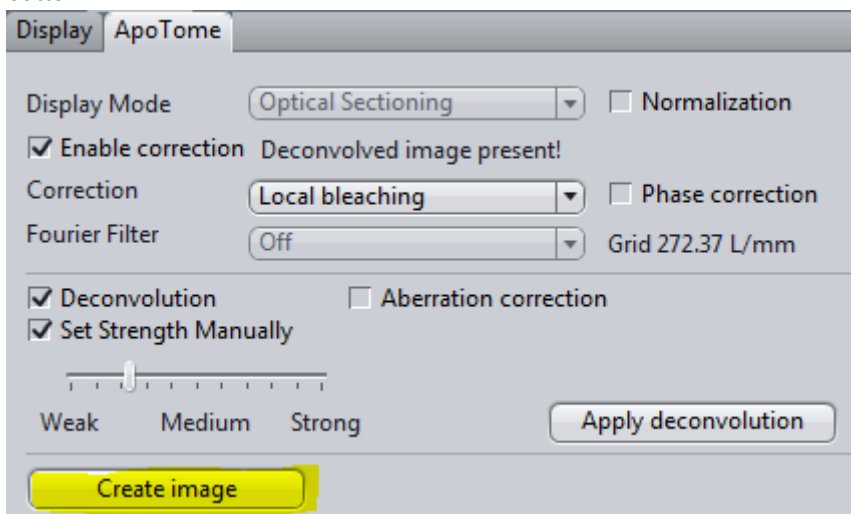 Display ApoTome
Display Mode Optical Sectioning Normalization
Enable correction Deconvolved image present!
Correction Local bleaching Phase correction
Fourier Filter Off Grid 272.37 L/mm
Deconvolution Aberration correction
Set Strength Manually
Weak Medium Strong Apply deconvolution
Create image